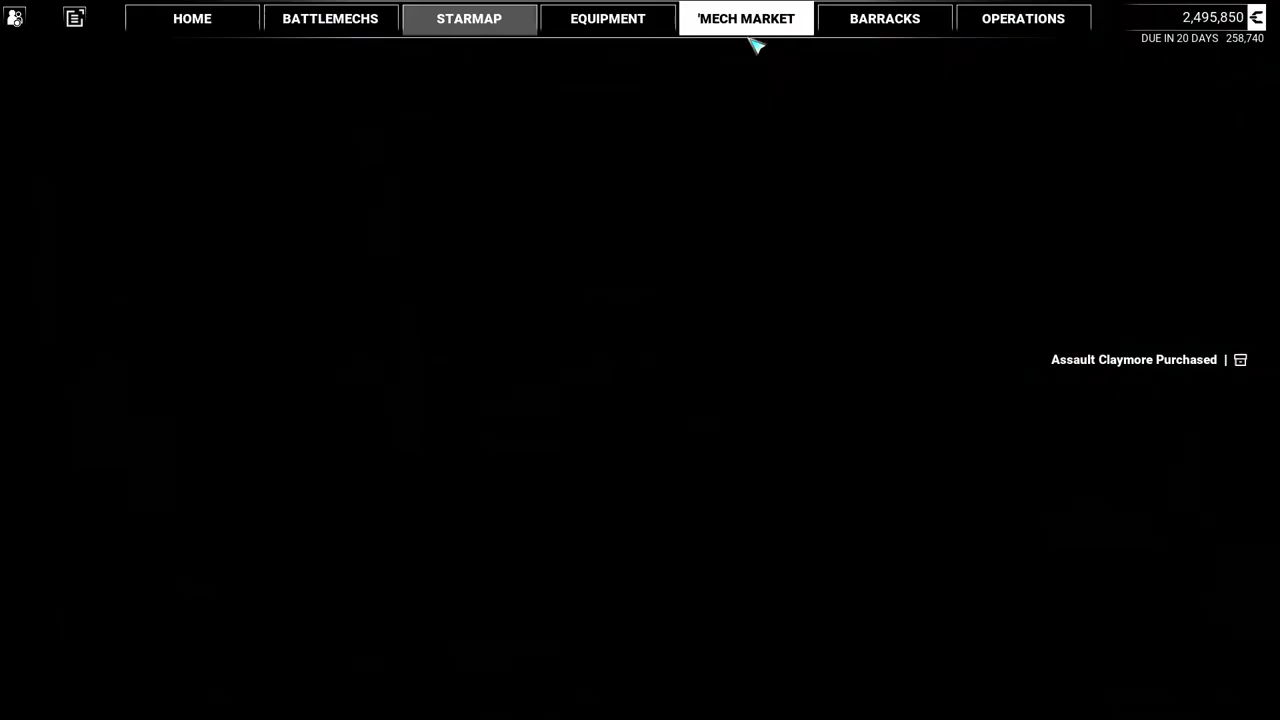 HOME
BATTLEMECHS
STARMAP
EQUIPMENT
'MECH MARKET
BARRACKS
OPERATIONS
2,495,850
DUE IN 20 DAYS 258,740
Assault Claymore Purchased |